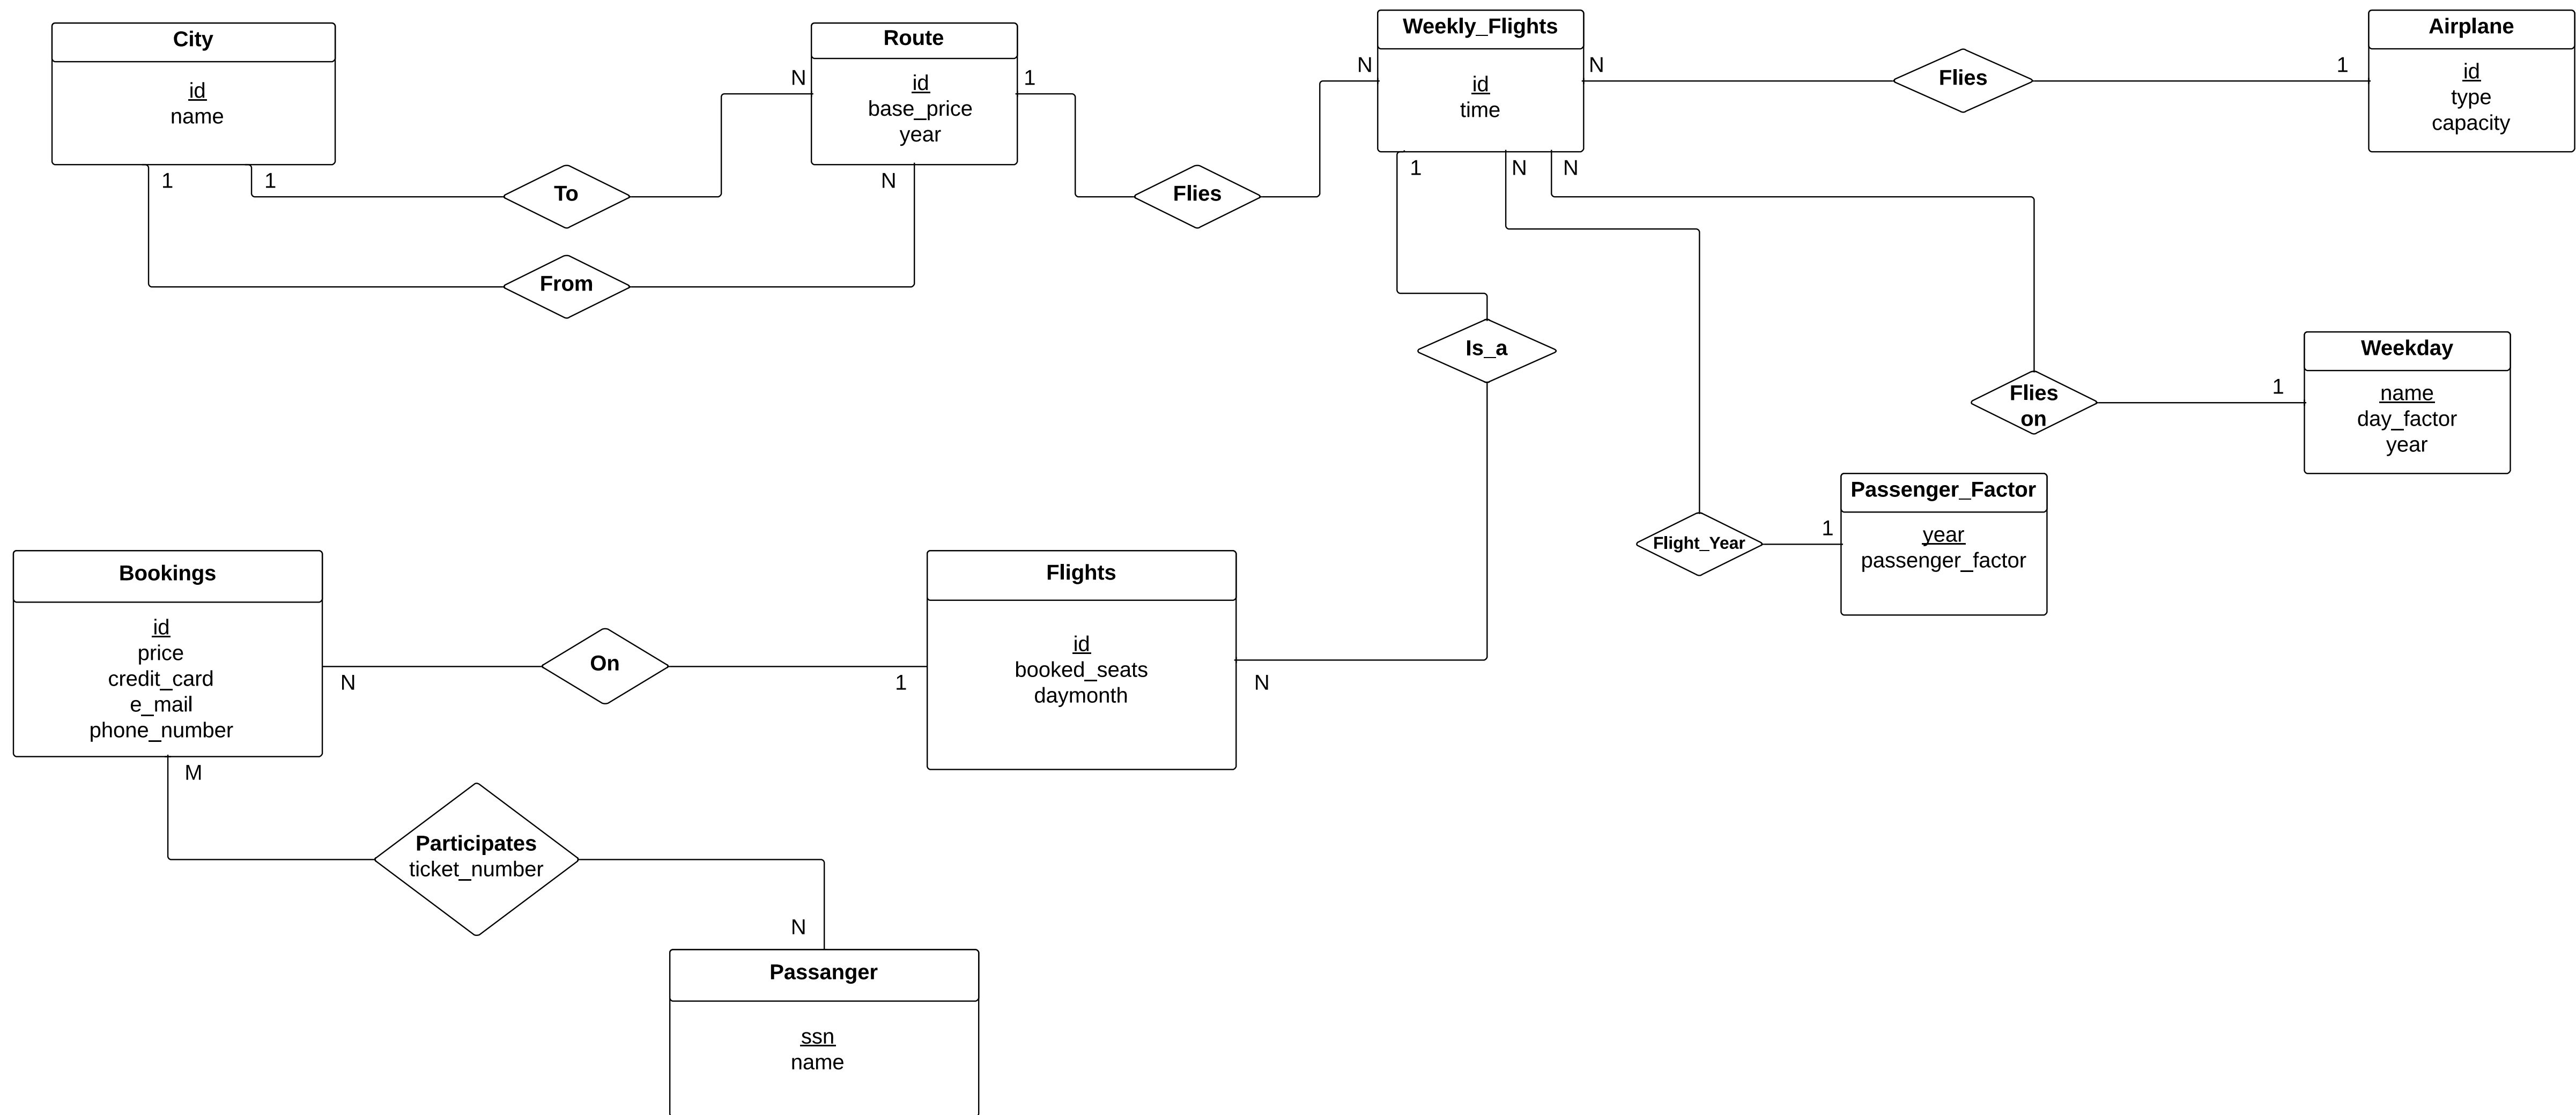 City
id
name
1
1
To
From
N
Route
id
base_price
year
1
N
Flies
N
Weekly_Flights
id
time
N
1
N
N
Flies
1
Airplane
id
type
capacity
Is_a
Flies
on
1
Weekday
name
day_factor
year
Flight_Year
1
Passenger_Factor
year
passenger_factor
Bookings
id
price
credit_card
e_mail
phone_number
N
On
1
Flights
id
booked_seats
daymonth
N
M
Participates
ticket_number
N
Passanger
ssn
name